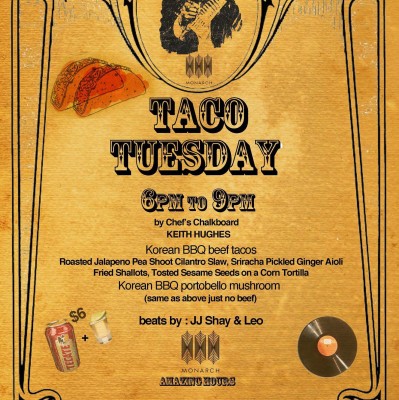 MONARCH
TACO
TUESDAY
6PM TO 9PM
by Chef's Chalkboard
KEITH HUGHES
Korean BBQ beef tacos
Roasted Jalapeno Pea Shoot Cilantro Slaw, Sriracha Pickled Ginger Aioli
Fried Shallots, Tosted Sesame Seeds on a Corn Tortilla
Korean BBQ portobello mushroom
(same as above just no beef)
beats by : JJ Shay & Leo
$6
TECATE
+
MONARCH
AMAZING HOURS